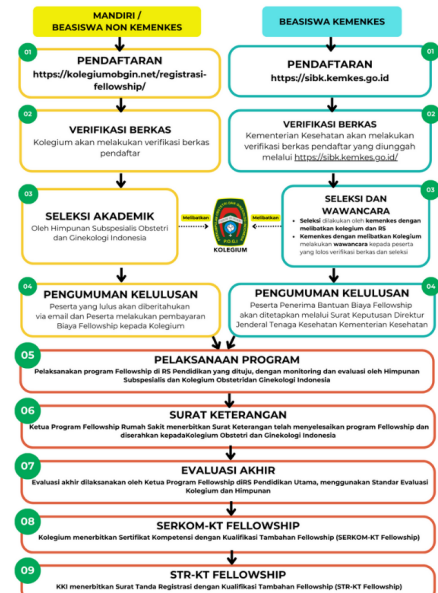 MANDIRI /
BEASISWA NON KEMENKES
BEASISWA KEMENKES
01
PENDAFTARAN
https://kolegiumobgin.net/registrasi-
fellowship/
01
PENDAFTARAN
https://sibk.kemkes.go.id
02
VERIFIKASI BERKAS
Kolegium akan melakukan verifikasi berkas
pendaftar
02
VERIFIKASI BERKAS
Kementerian Kesehatan akan melakukan
verifikasi berkas pendaftar yang diunggah
melalui https://sibk.kemkes.go.id/
03
SELEKSI AKADEMIK
Oleh Himpunan Subspesialis Obstetri
dan Ginekologi Indonesia
Melibatkan
P.O.G.I
KOLEGIUM
Melibatkan
03
SELEKSI DAN
WAWANCARA
• Seleksi dilakukan oleh kemenkes dengan
melibatkan kolegium dan RS
• Kemenkes dengan melibatkan Kolegium
melakukan wawancara kepada peserta
yang lolos verifikasi berkas dan seleksi
04
PENGUMUMAN KELULUSAN
Peserta yang lulus akan diberitahukan
via email dan Peserta melakukan pembayaran
Biaya Fellowship kepada Kolegium
04
PENGUMUMAN KELULUSAN
Peserta Penerima Bantuan Biaya Fellowship
akan ditetapkan melalui Surat Keputusan Direktur
Jenderal Tenaga Kesehatan Kementerian Kesehatan
05
PELAKSANAAN PROGRAM
Pelaksanaan program Fellowship di RS Pendidikan yang dituju, dengan monitoring dan evaluasi oleh Himpunan
Subspesialis dan Kolegium Obstetridan Ginekologi Indonesia
06
SURAT KETERANGAN
Ketua Program Fellowship Rumah Sakit menerbitkan Surat Keterangan telah menyelesaikan program Fellowship dan
diserahkan kepadaKolegium Obstetri dan Ginekologi Indonesia
07
EVALUASI AKHIR
Evaluasi akhir dilaksanakan oleh Ketua Program Fellowship diRS Pendidikan Utama, menggunakan Standar Evaluasi
Kolegium dan Himpunan
08
SERKOM-KT FELLOWSHIP
Kolegium menerbitkan Sertifikat Kompetensi dengan Kualifikasi Tambahan Fellowship (SERKOM-KT Fellowship)
09
STR-KT FELLOWSHIP
KKI menerbitkan Surat Tanda Registrasi dengan Kualifikasi Tambahan Fellowship (STR-KT Fellowship)